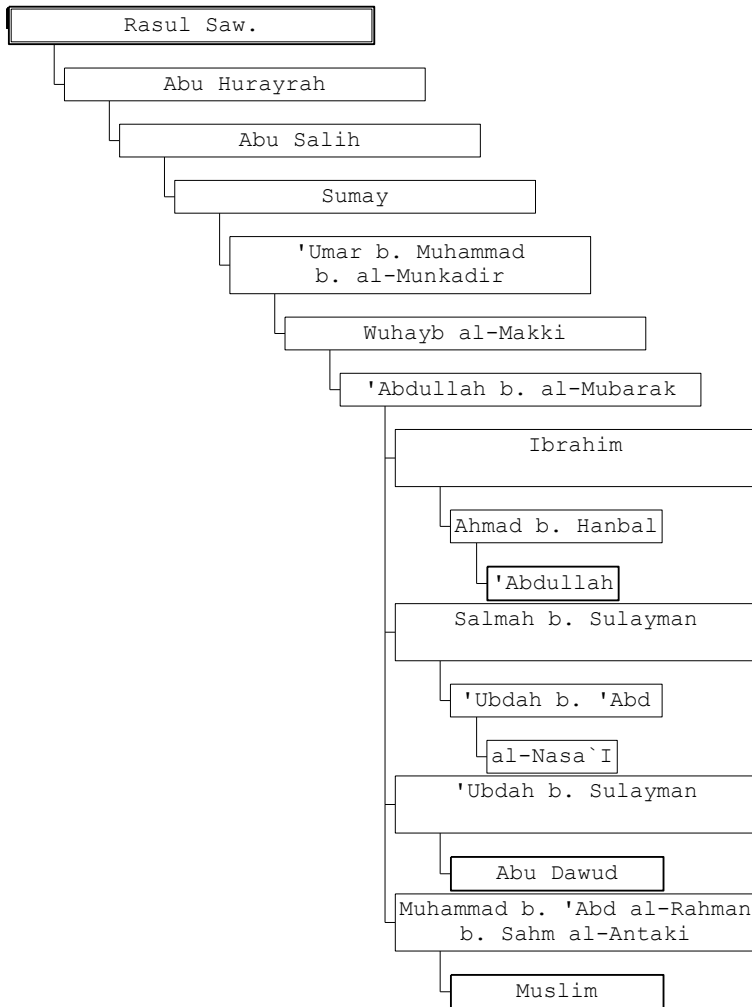 Rasul Saw.
Abu Hurayrah
Abu Salih
Sumay
'Umar b. Muhammad
b. al-Munkadir
Wuhayb al-Makki
'Abdullah b. al-Mubarak
Ibrahim
Ahmad b. Hanbal
'Abdullah
Salmah b. Sulayman
'Ubdah b. 'Abd
al-Nasa`I
'Ubdah b. Sulayman
Abu Dawud
Muhammad b. 'Abd al-Rahman
b. Sahm al-Antaki
Muslim